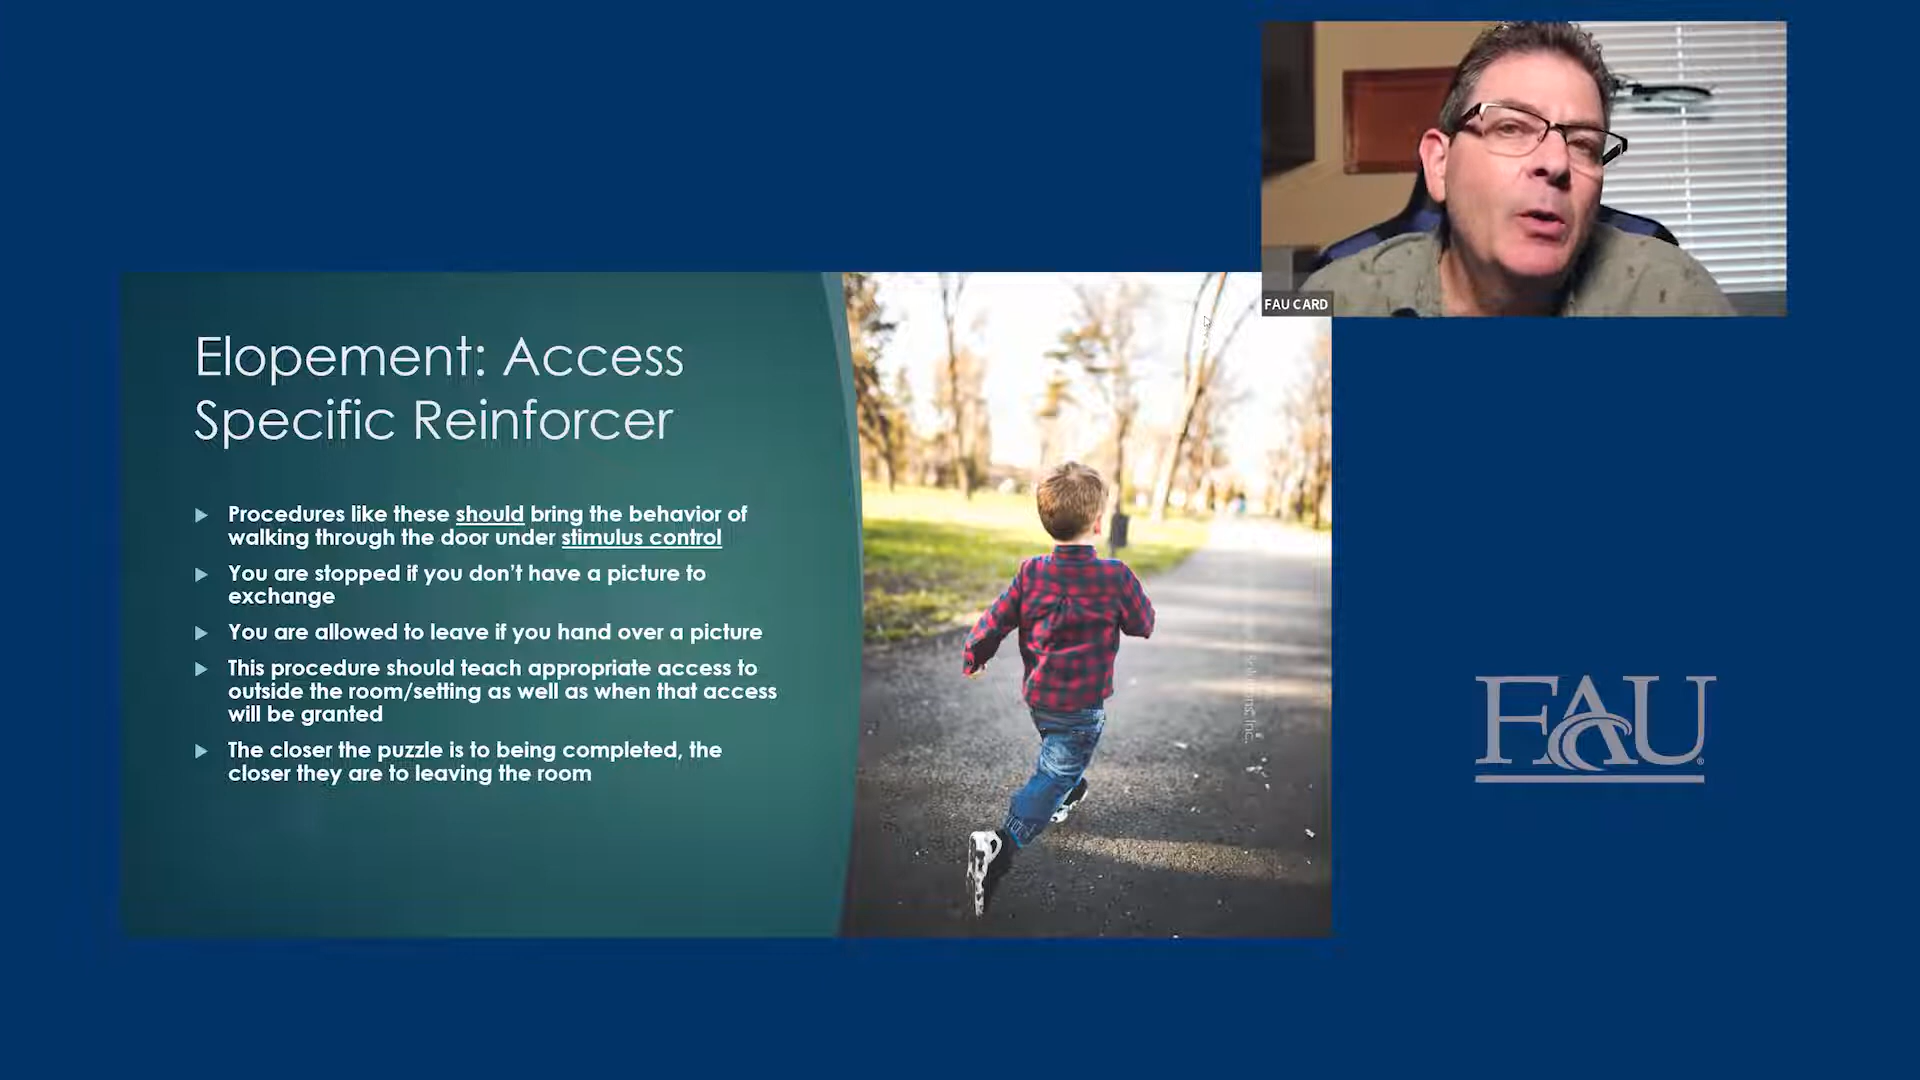 FAU CARD
Elopement: Access
Specific Reinforcer
Procedures like these should bring the behavior of
walking through the door under stimulus control
You are stopped if you don't have a picture to
exchange
You are allowed to leave if you hand over a picture
This procedure should teach appropriate access to
outside the room/setting as well as when that access
will be granted
The closer the puzzle is to being completed, the
closer they are to leaving the room
FAU